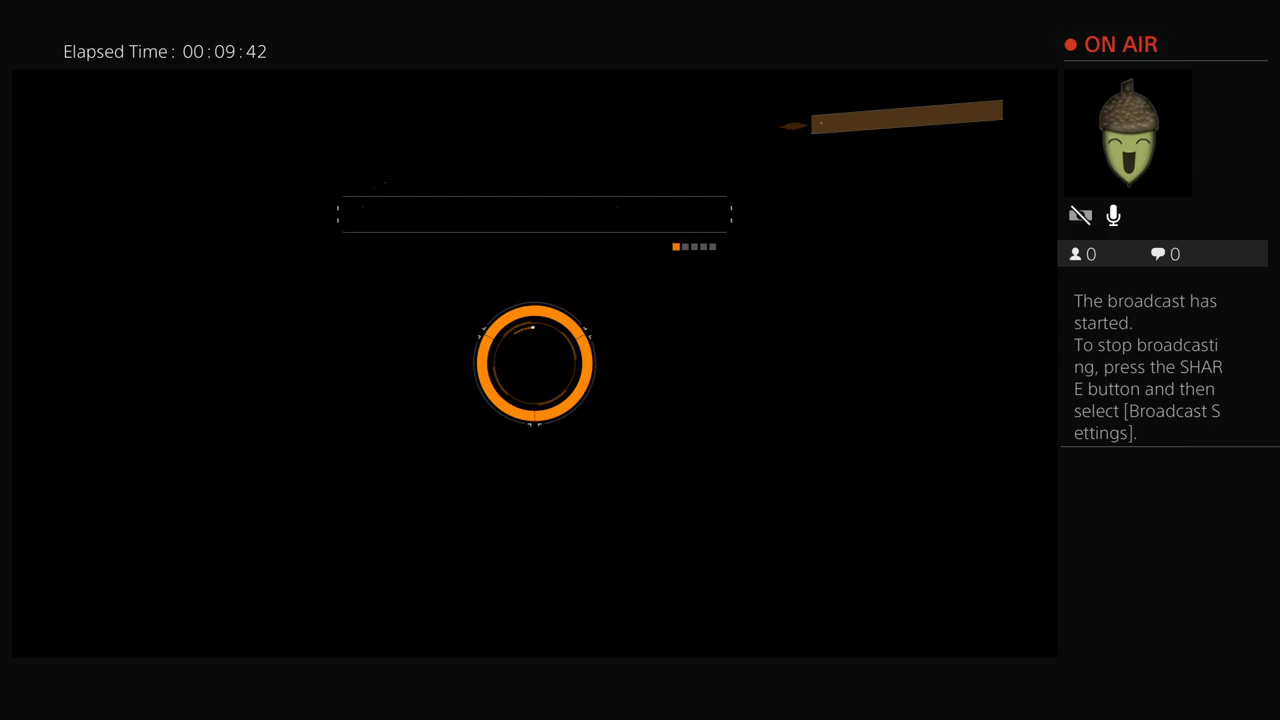 Elapsed Time: 00:09:42
ON AIR
0 0
The broadcast has
started.
To stop broadcasti
ng, press the SHAR
E button and then
select [Broadcast S
ettings].